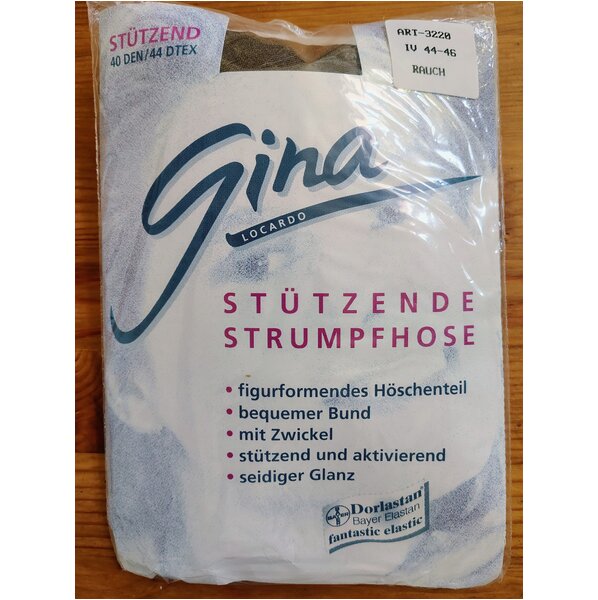 STÜTZEND
40 DEN/44 DTEX
ART-3220
IV 44-46
RAUCH
Gina
LOCARDO
STÜTZENDE
STRUMPFHOSE
• figurformendes Höschenteil
• bequemer Bund
• mit Zwickel
• stützend und aktivierend
• seidiger Glanz
BAYER
Dorlastan®
Bayer Elastan
fantastic elastic